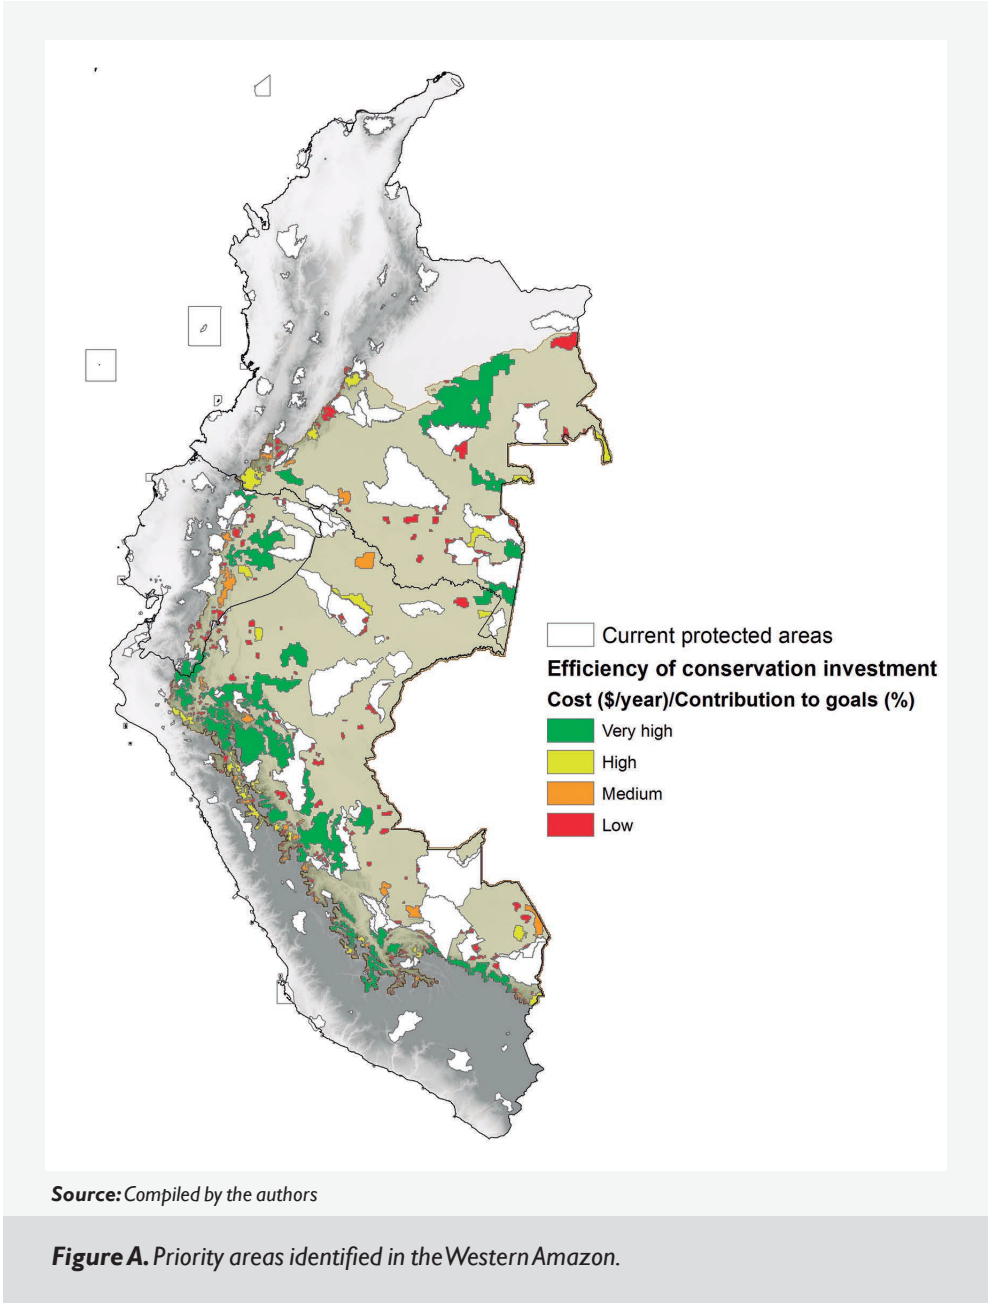 Current protected areas
Efficiency of conservation investment
Cost ($/year)/Contribution to goals (%)
Very high
High
Medium
Low
Source: Compiled by the authors
Figure A. Priority areas identified in the Western Amazon.